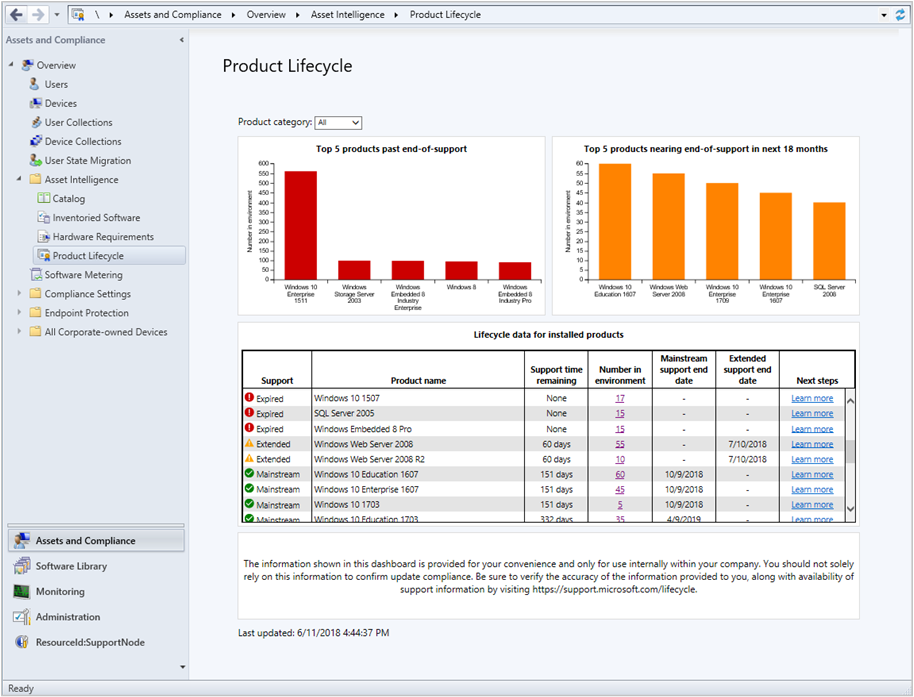 \ Assets and Compliance Overview Asset Intelligence Product Lifecycle
Assets and Compliance
Overview
Users
Devices
User Collections
Device Collections
User State Migration
Asset Intelligence
Catalog
Inventoried Software
Hardware Requirements
Product Lifecycle
Software Metering
Compliance Settings
Endpoint Protection
All Corporate-owned Devices
Assets and Compliance
Software Library
Monitoring
Administration
ResourceId:SupportNode
Product Lifecycle
Product category: All
Top 5 products past end-of-support
Number in environment
600
550
500
450
400
350
300
250
200
150
100
50
0
Windows 10 Enterprise 1511
Windows Storage Server 2003
Windows Embedded 8 Industry Enterprise
Windows 8
Windows Embedded 8 Industry Pro
Top 5 products nearing end-of-support in next 18 months
Number in environment
60
55
50
45
40
35
30
25
20
15
10
5
0
Windows 10 Education 1607
Windows Web Server 2008
Windows 10 Enterprise 1709
Windows 10 Enterprise 1607
SQL Server 2008
Lifecycle data for installed products
Support Product name Support time remaining Number in environment Mainstream support end date Extended support end date Next steps
Expired Windows 10 1507 None 17 - - Learn more
Expired SQL Server 2005 None 15 - - Learn more
Expired Windows Embedded 8 Pro None 15 - - Learn more
Extended Windows Web Server 2008 60 days 55 - 7/10/2018 Learn more
Extended Windows Web Server 2008 R2 60 days 10 - 7/10/2018 Learn more
Mainstream Windows 10 Education 1607 151 days 60 10/9/2018 - Learn more
Mainstream Windows 10 Enterprise 1607 151 days 45 10/9/2018 - Learn more
Mainstream Windows 10 1703 151 days 5 10/9/2018 - Learn more
Mainstream Windows 10 Education 1703 332 days 35 4/9/2019 - Learn more
The information shown in this dashboard is provided for your convenience and only for use internally within your company. You should not solely
rely on this information to confirm update compliance. Be sure to verify the accuracy of the information provided to you, along with availability of
support information by visiting https://support.microsoft.com/lifecycle.
Last updated: 6/11/2018 4:44:37 PM
Ready